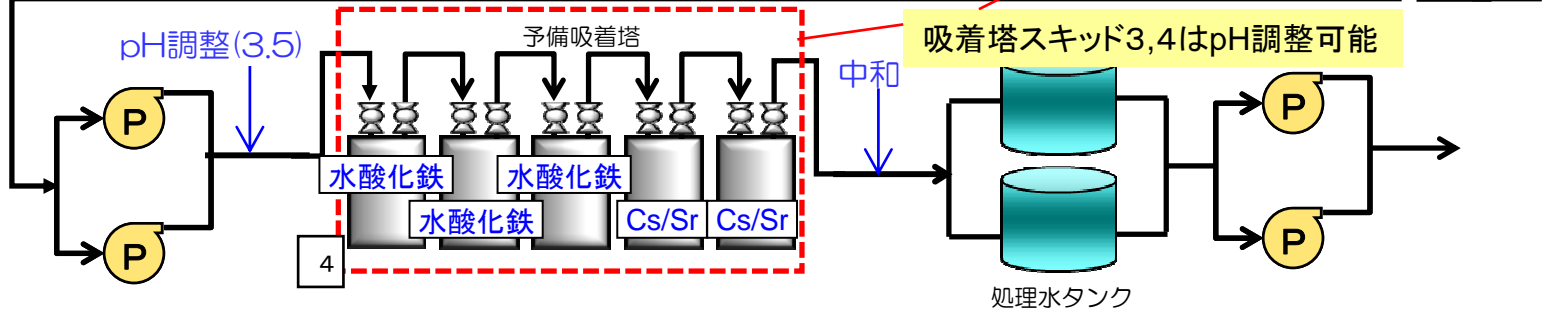 予備吸着塔
吸着塔スキッド3,4はpH調整可能
pH調整(3.5)
中和
P
P
P
P
水酸化鉄
水酸化鉄
水酸化鉄
Cs/Sr
Cs/Sr
4
処理水タンク